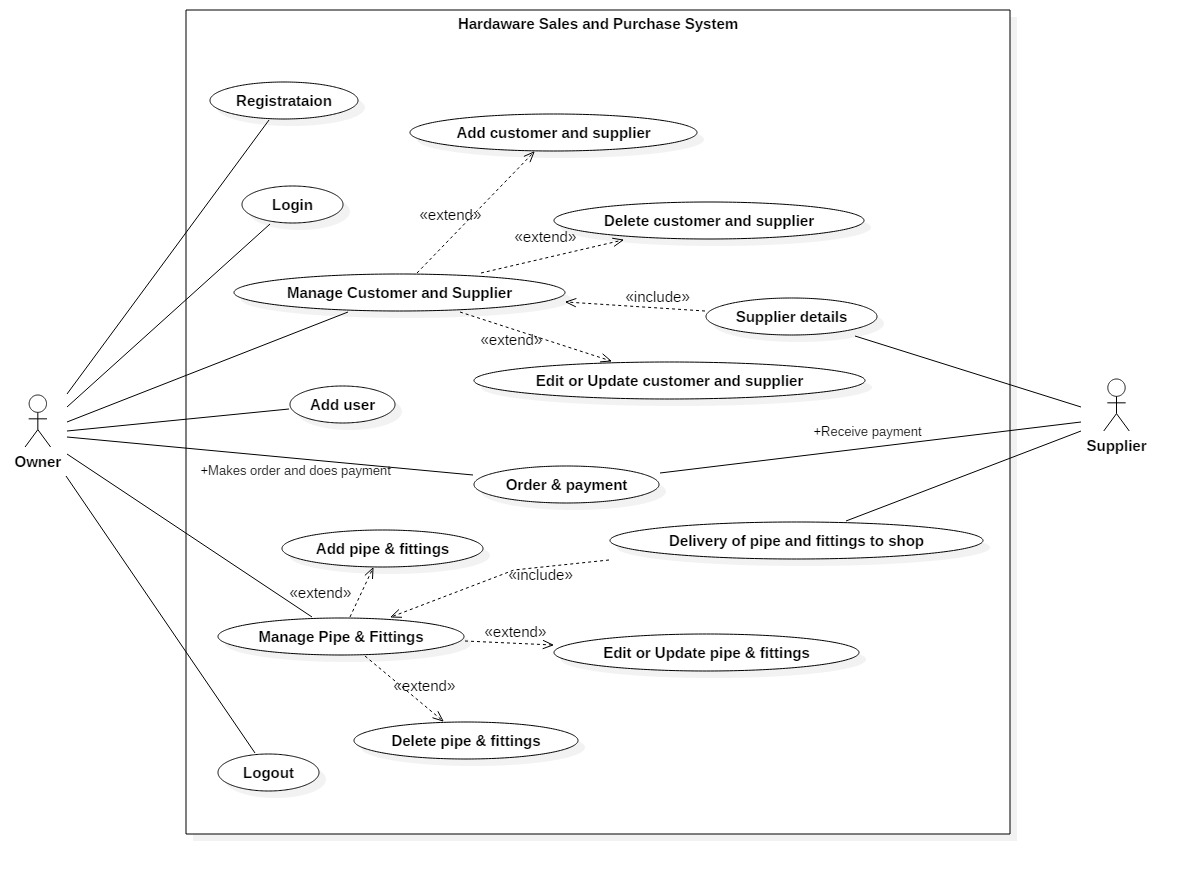 Hardaware Sales and Purchase System
Registrataion
Add customer and supplier
Login
«extend»
Delete customer and supplier
«extend»
Manage Customer and Supplier
«include»
Supplier details
«extend»
Edit or Update customer and supplier
Add user
+Receive payment
Owner
Supplier
+Makes order and does payment
Order & payment
Add pipe & fittings
Delivery of pipe and fittings to shop
«include»
«extend»
Manage Pipe & Fittings
«extend»
Edit or Update pipe & fittings
«extend»
Delete pipe & fittings
Logout